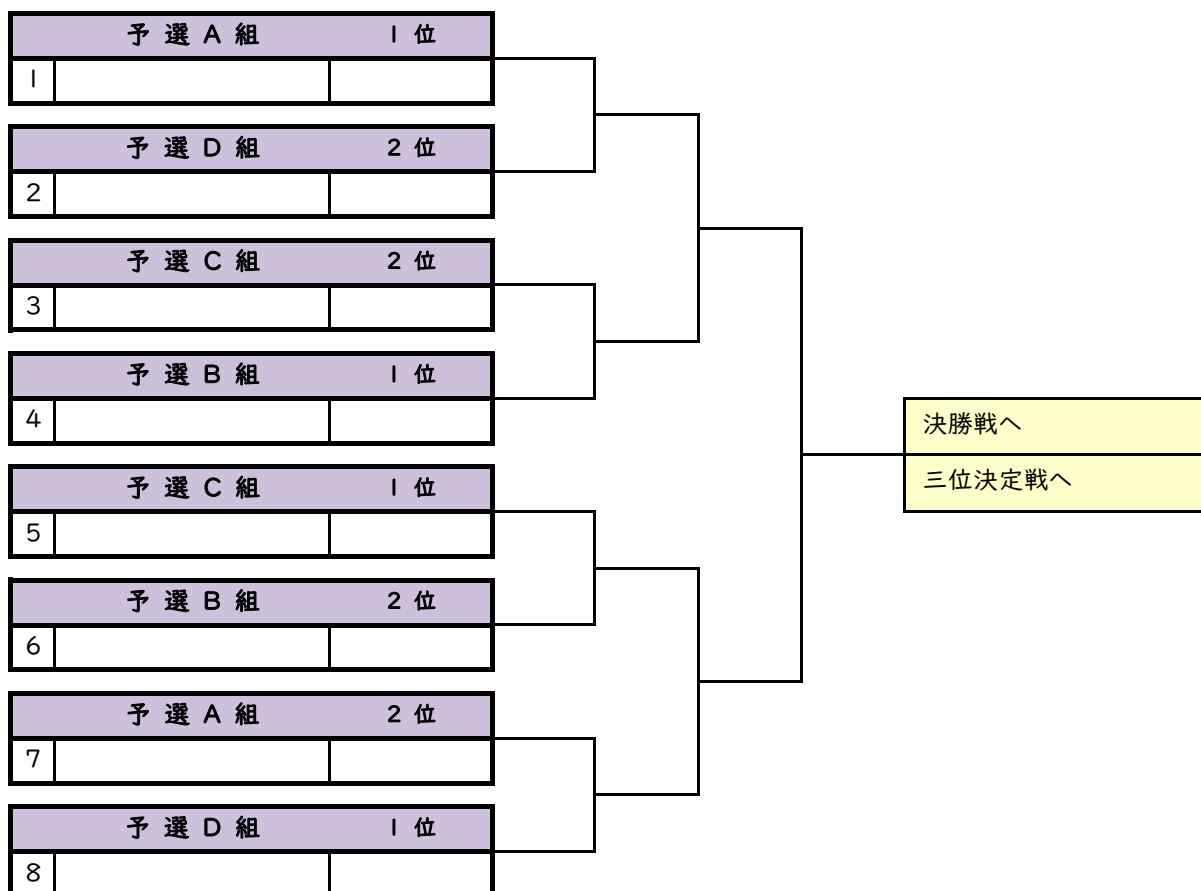 予選A組 1位
1
予選D組 2位
2
予選C組 2位
3
予選B組 1位
4
決勝戦へ
三位決定戦へ
予選C組 1位
5
予選B組 2位
6
予選A組 2位
7
予選D組 1位
8